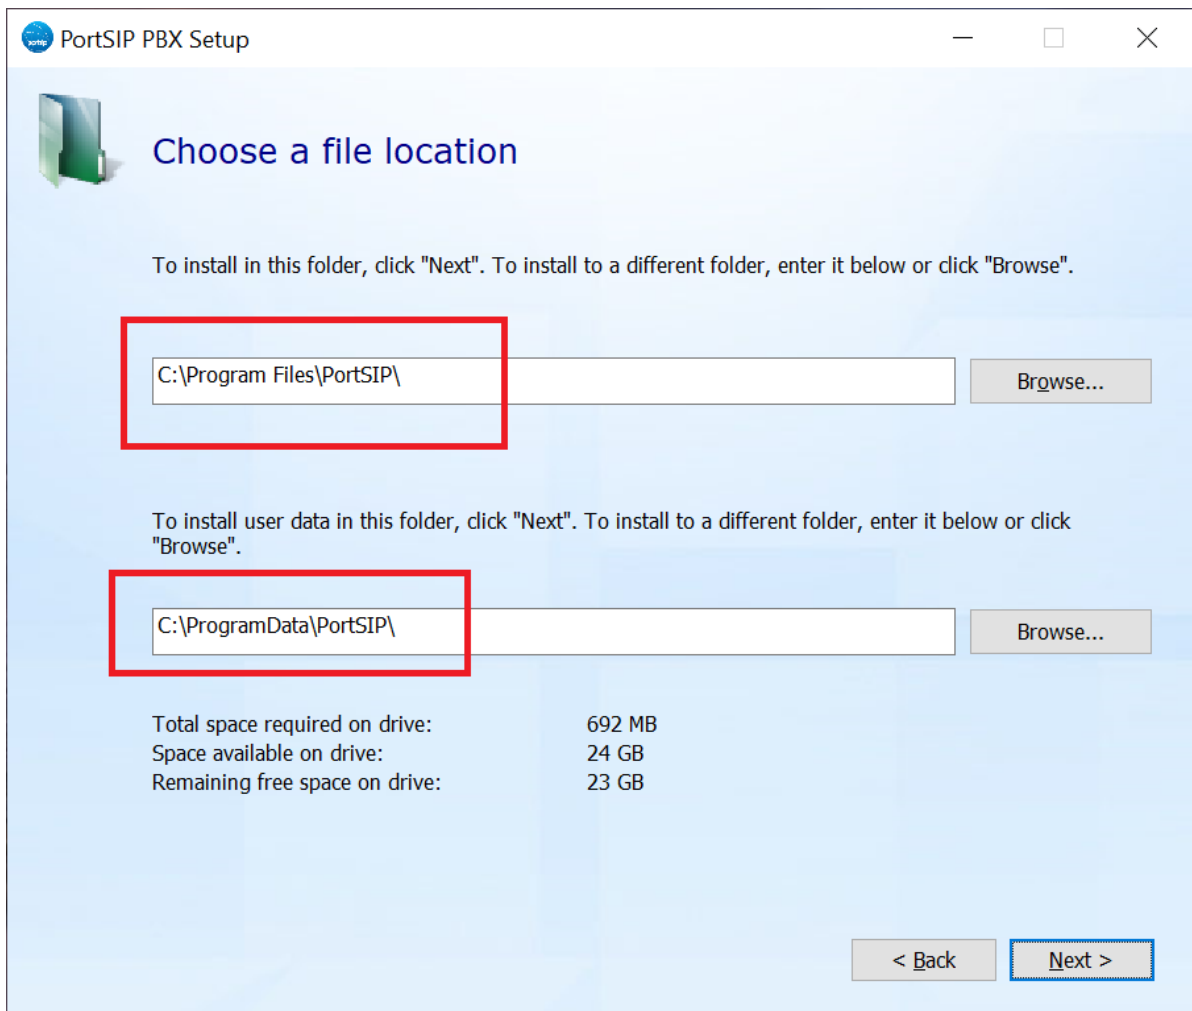 PortSIP PBX Setup
Choose a file location
To install in this folder, click "Next". To install to a different folder, enter it below or click "Browse".
C:\Program Files\PortSIP\
Browse...
To install user data in this folder, click "Next". To install to a different folder, enter it below or click
"Browse".
C:\ProgramData\PortSIP\
Browse...
Total space required on drive: 692 MB
Space available on drive: 24 GB
Remaining free space on drive: 23 GB
< Back Next >